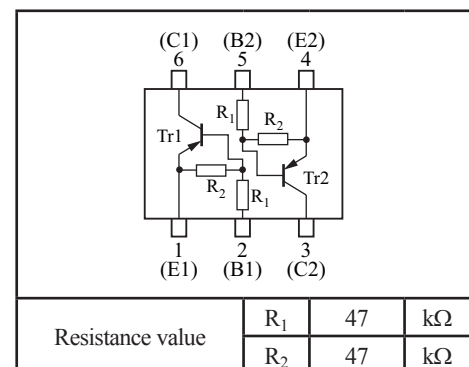 (C1) (B2) (E2)
6 5 4
R1 R2
Tr1
Tr2
R2 R1
1 2 3
(E1) (B1) (C2)
Resistance value R1 47 kΩ
R2 47 kΩ